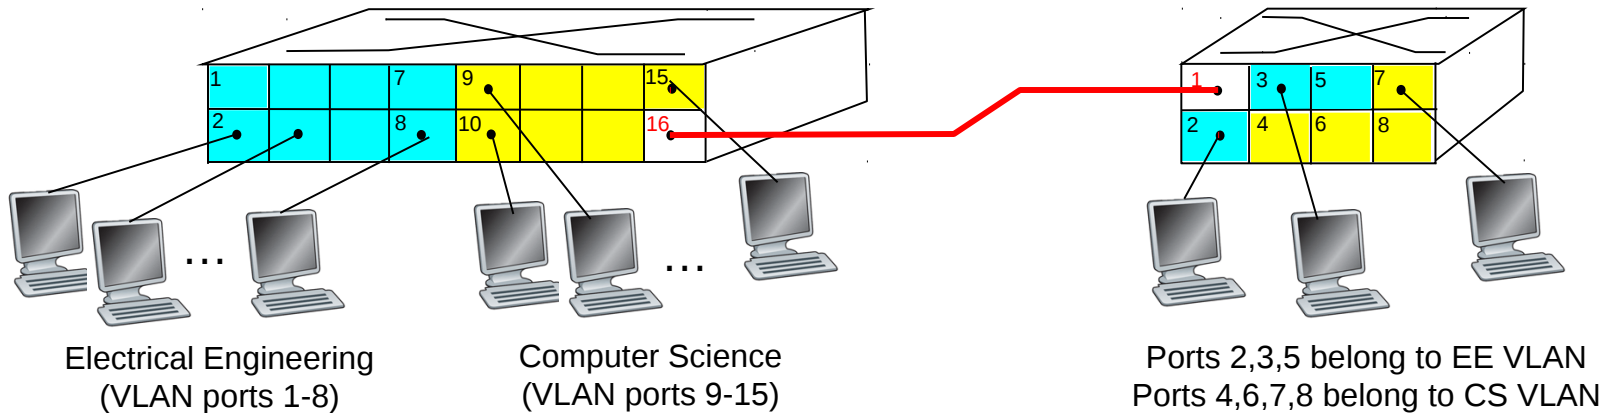 1 7 9 15
2 8 10 16
1 3 5 7
2 4 6 8
...
...
Electrical Engineering
(VLAN ports 1-8)
Computer Science
(VLAN ports 9-15)
Ports 2,3,5 belong to EE VLAN
Ports 4,6,7,8 belong to CS VLAN